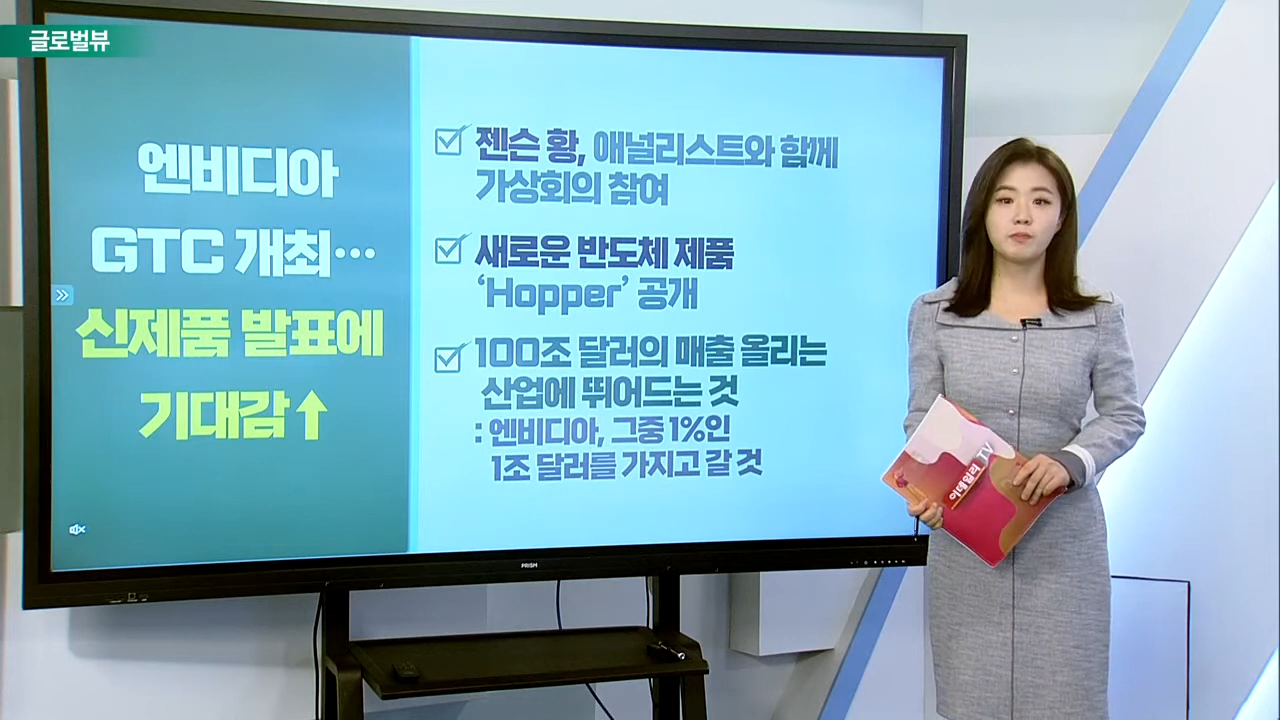 글로벌뷰
엔비디아
GTC 개최…
신제품 발표에
기대감↑
젠슨 황, 애널리스트와 함께
가상회의 참여
새로운 반도체 제품
‘Hopper’ 공개
100조 달러의 매출 올리는
산업에 뛰어드는 것
: 엔비디아, 그중 1%인
1조 달러를 가지고 갈 것
PRISM
이데일리 TV